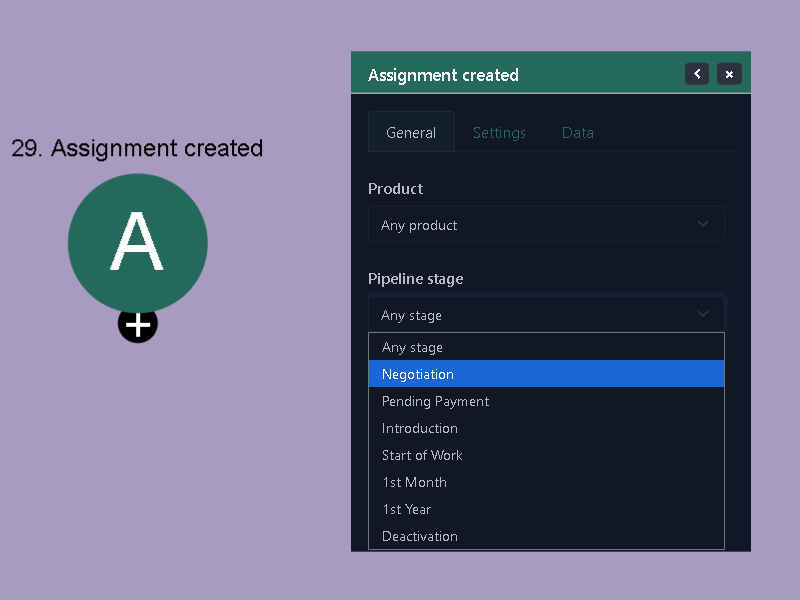 29. Assignment created
A
Assignment created
General Settings Data
Product
Any product
Pipeline stage
Any stage
Any stage
Negotiation
Pending Payment
Introduction
Start of Work
1st Month
1st Year
Deactivation